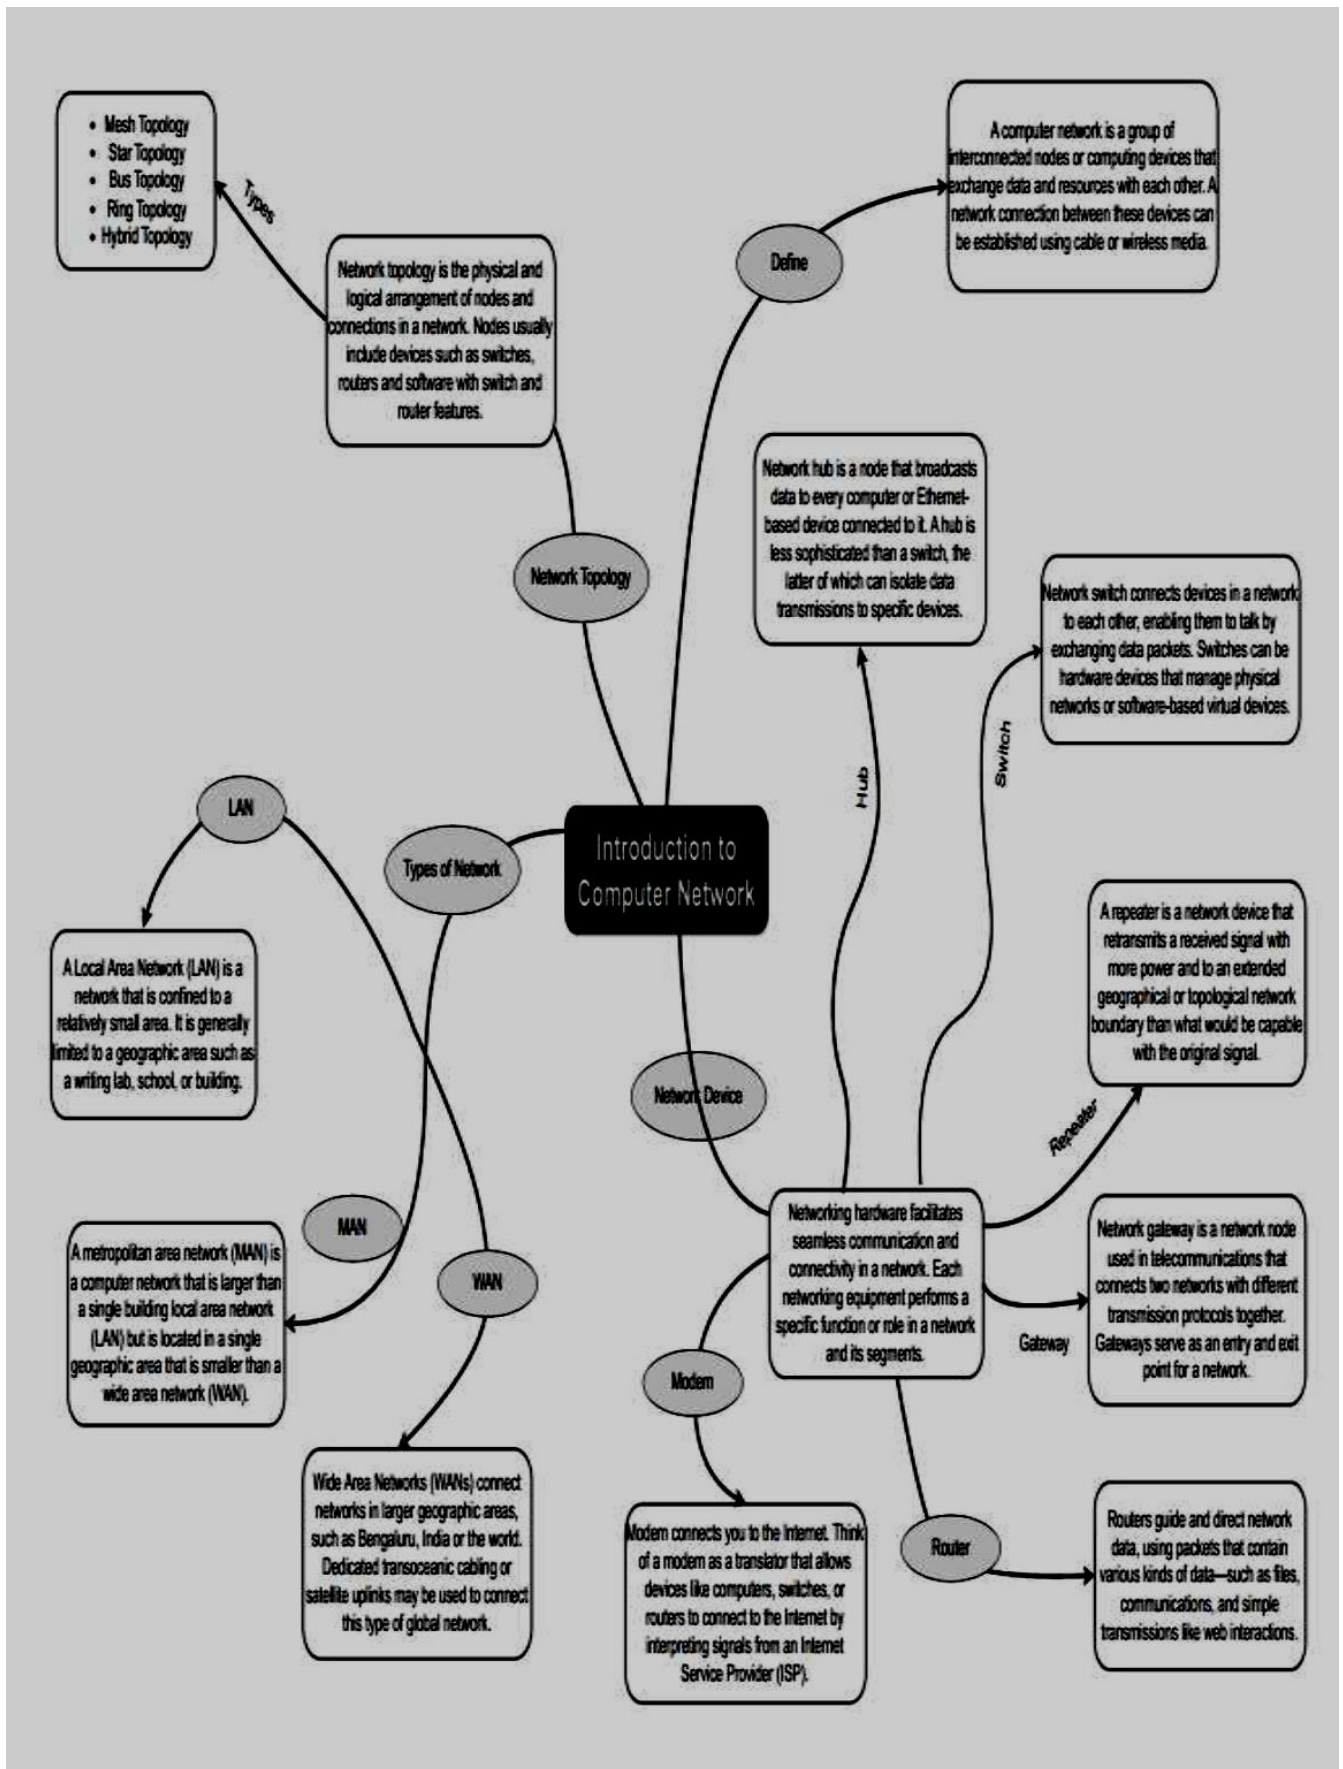 • Mesh Topology
• Star Topology
• Bus Topology
• Ring Topology
• Hybrid Topology
Types
Network topology is the physical and
logical arrangement of nodes and
connections in a network. Nodes usually
include devices such as switches,
routers and software with switch and
router features.
Network Topology
A computer network is a group of
interconnected nodes or computing devices that
exchange data and resources with each other. A
network connection between these devices can
be established using cable or wireless media.
Define
Network hub is a node that broadcasts
data to every computer or Ethernet-
based device connected to it. A hub is
less sophisticated than a switch, the
latter of which can isolate data
transmissions to specific devices.
Hub
Network switch connects devices in a network
to each other, enabling them to talk by
exchanging data packets. Switches can be
hardware devices that manage physical
networks or software-based virtual devices.
Switch
Introduction to
Computer Network
Types of Network
LAN
A Local Area Network (LAN) is a
network that is confined to a
relatively small area. It is generally
limited to a geographic area such as
a writing lab, school, or building.
MAN
A metropolitan area network (MAN) is
a computer network that is larger than
a single building local area network
(LAN) but is located in a single
geographic area that is smaller than a
wide area network (WAN).
WAN
Wide Area Networks (WANs) connect
networks in larger geographic areas,
such as Bengaluru, India or the world.
Dedicated transoceanic cabling or
satellite uplinks may be used to connect
this type of global network.
Network Device
Networking hardware facilitates
seamless communication and
connectivity in a network. Each
networking equipment performs a
specific function or role in a network
and its segments.
A repeater is a network device that
retransmits a received signal with
more power and to an extended
geographical or topological network
boundary than what would be capable
with the original signal.
Repeater
Network gateway is a network node
used in telecommunications that
connects two networks with different
transmission protocols together.
Gateways serve as an entry and exit
point for a network.
Gateway
Modem
Modem connects you to the Internet. Think
of a modem as a translator that allows
devices like computers, switches, or
routers to connect to the Internet by
interpreting signals from an Internet
Service Provider (ISP).
Router
Routers guide and direct network
data, using packets that contain
various kinds of data—such as files,
communications, and simple
transmissions like web interactions.